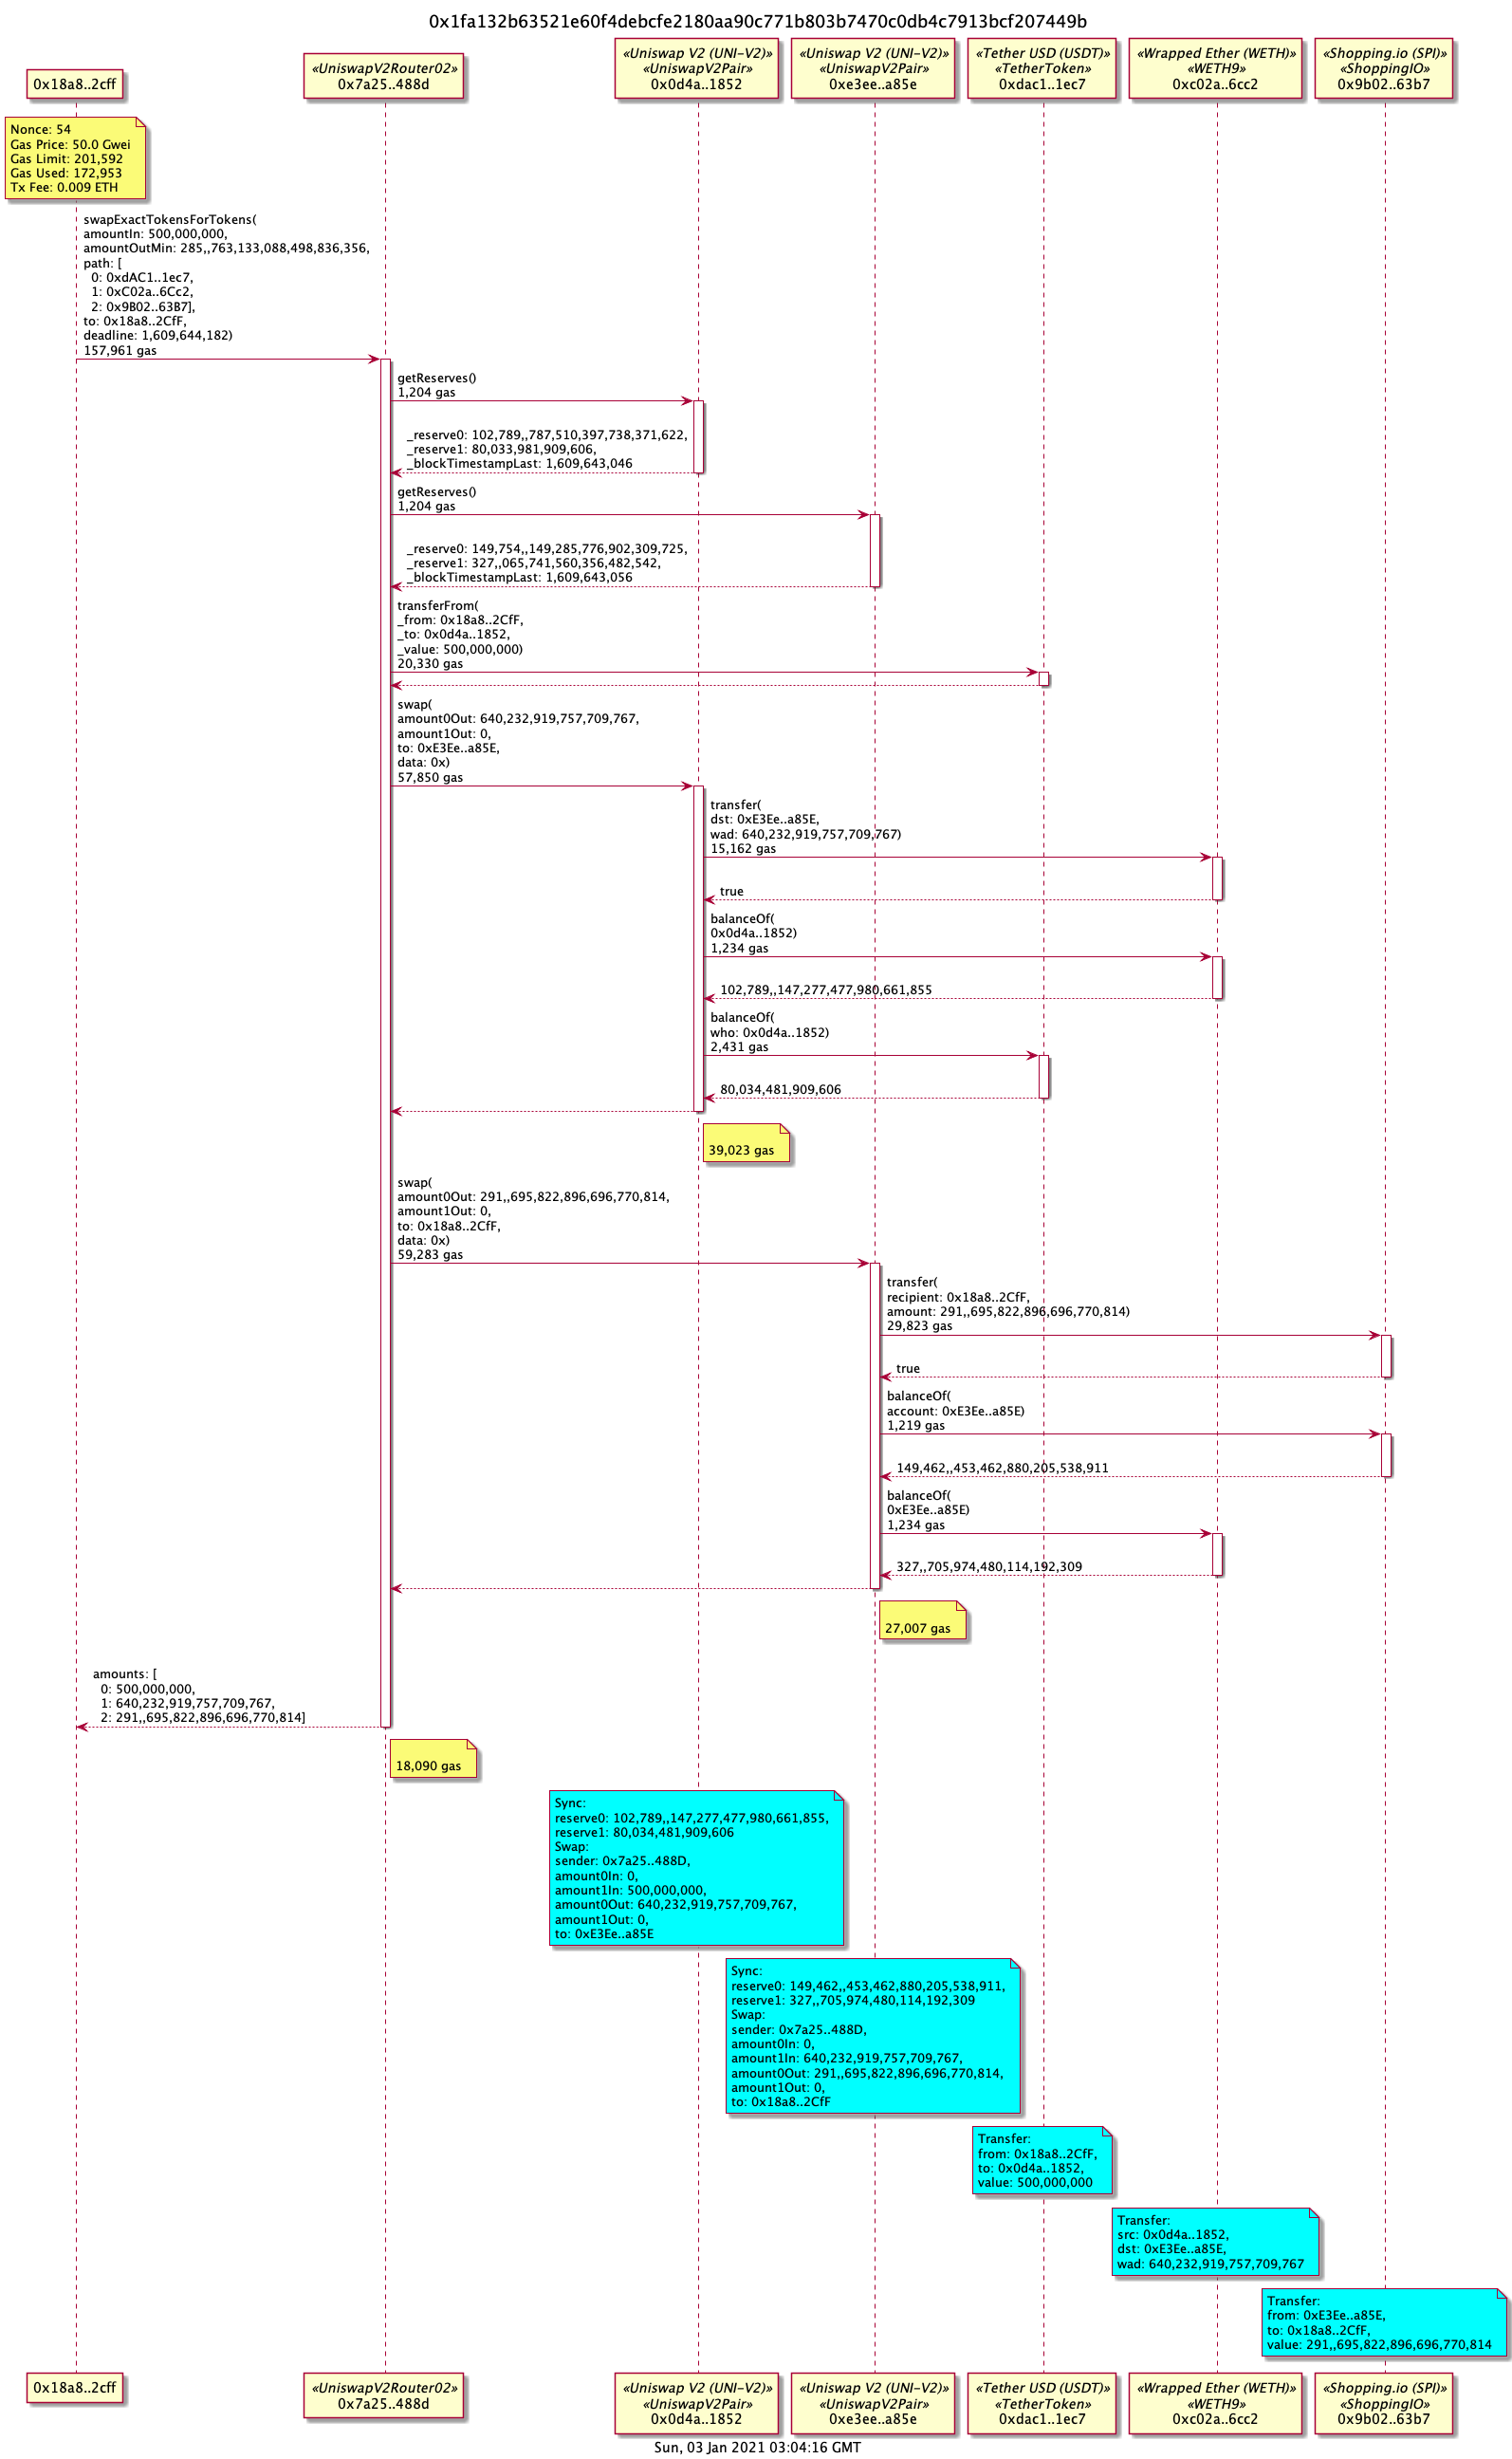 0x1fa132b63521e60f4debcfe2180aa90c771b803b7470c0db4c7913bcf207449b
0x18a8..2cff
«UniswapV2Router02»
0x7a25..488d
«Uniswap V2 (UNI-V2)»
«UniswapV2Pair»
0x0d4a..1852
«Uniswap V2 (UNI-V2)»
«UniswapV2Pair»
0xe3ee..a85e
«Tether USD (USDT)»
«TetherToken»
0xdac1..1ec7
«Wrapped Ether (WETH)»
«WETH9»
0xc02a..6cc2
«Shopping.io (SPI)»
«ShoppingIO»
0x9b02..63b7
Nonce: 54
Gas Price: 50.0 Gwei
Gas Limit: 201,592
Gas Used: 172,953
Tx Fee: 0.009 ETH
swapExactTokensForTokens(
amountIn: 500,000,000,
amountOutMin: 285,,763,133,088,498,836,356,
path: [
0: 0xdAC1..1ec7,
1: 0xC02a..6Cc2,
2: 0x9B02..63B7],
to: 0x18a8..2CfF,
deadline: 1,609,644,182)
157,961 gas
getReserves()
1,204 gas
_reserve0: 102,789,,787,510,397,738,371,622,
_reserve1: 80,033,981,909,606,
_blockTimestampLast: 1,609,643,046
getReserves()
1,204 gas
_reserve0: 149,754,,149,285,776,902,309,725,
_reserve1: 327,,065,741,560,356,482,542,
_blockTimestampLast: 1,609,643,056
transferFrom(
_from: 0x18a8..2CfF,
_to: 0x0d4a..1852,
_value: 500,000,000)
20,330 gas
swap(
amount0Out: 640,232,919,757,709,767,
amount1Out: 0,
to: 0xE3Ee..a85E,
data: 0x)
57,850 gas
transfer(
dst: 0xE3Ee..a85E,
wad: 640,232,919,757,709,767)
15,162 gas
true
balanceOf(
0x0d4a..1852)
1,234 gas
102,789,,147,277,477,980,661,855
balanceOf(
who: 0x0d4a..1852)
2,431 gas
80,034,481,909,606
39,023 gas
swap(
amount0Out: 291,,695,822,896,696,770,814,
amount1Out: 0,
to: 0x18a8..2CfF,
data: 0x)
59,283 gas
transfer(
recipient: 0x18a8..2CfF,
amount: 291,,695,822,896,696,770,814)
29,823 gas
true
balanceOf(
account: 0xE3Ee..a85E)
1,219 gas
149,462,,453,462,880,205,538,911
balanceOf(
0xE3Ee..a85E)
1,234 gas
327,,705,974,480,114,192,309
27,007 gas
amounts: [
0: 500,000,000,
1: 640,232,919,757,709,767,
2: 291,,695,822,896,696,770,814]
18,090 gas
Sync:
reserve0: 102,789,,147,277,477,980,661,855,
reserve1: 80,034,481,909,606
Swap:
sender: 0x7a25..488D,
amount0In: 0,
amount1In: 500,000,000,
amount0Out: 640,232,919,757,709,767,
amount1Out: 0,
to: 0xE3Ee..a85E
Sync:
reserve0: 149,462,,453,462,880,205,538,911,
reserve1: 327,,705,974,480,114,192,309
Swap:
sender: 0x7a25..488D,
amount0In: 0,
amount1In: 640,232,919,757,709,767,
amount0Out: 291,,695,822,896,696,770,814,
amount1Out: 0,
to: 0x18a8..2CfF
Transfer:
from: 0x18a8..2CfF,
to: 0x0d4a..1852,
value: 500,000,000
Transfer:
src: 0x0d4a..1852,
dst: 0xE3Ee..a85E,
wad: 640,232,919,757,709,767
Transfer:
from: 0xE3Ee..a85E,
to: 0x18a8..2CfF,
value: 291,,695,822,896,696,770,814
0x18a8..2cff
«UniswapV2Router02»
0x7a25..488d
«Uniswap V2 (UNI-V2)»
«UniswapV2Pair»
0x0d4a..1852
«Uniswap V2 (UNI-V2)»
«UniswapV2Pair»
0xe3ee..a85e
«Tether USD (USDT)»
«TetherToken»
0xdac1..1ec7
«Wrapped Ether (WETH)»
«WETH9»
0xc02a..6cc2
«Shopping.io (SPI)»
«ShoppingIO»
0x9b02..63b7
Sun, 03 Jan 2021 03:04:16 GMT